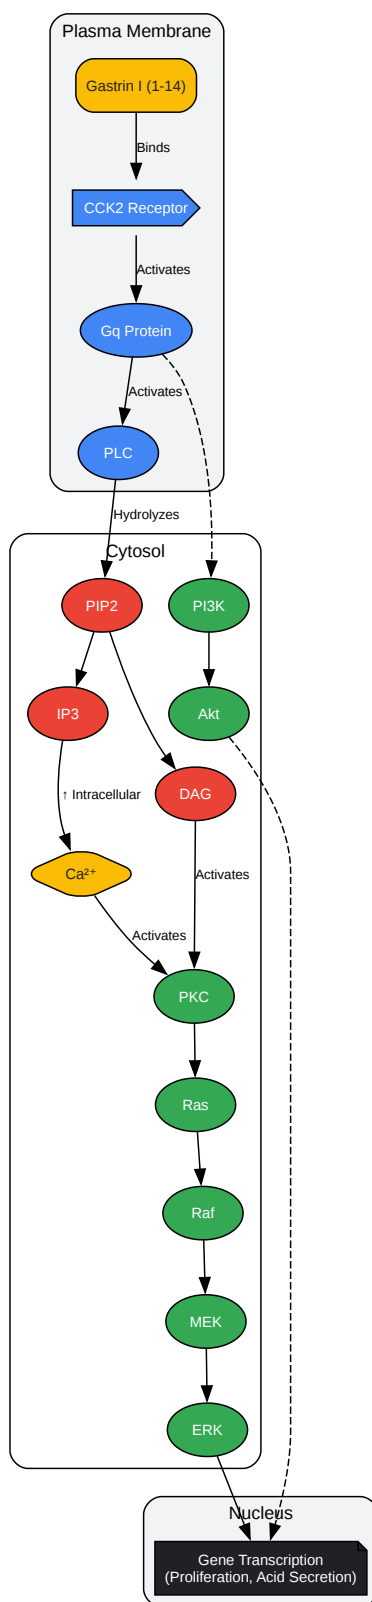 Plasma Membrane
Gastrin I (1-14)
Binds
CCK2 Receptor
Activates
Gq Protein
Activates
PLC
Hydrolyzes
Cytosol
PIP2
PI3K
IP3
Akt
↑ Intracellular
DAG
Ca²⁺
Activates
Activates
PKC
Ras
Raf
MEK
ERK
Nucleus
Gene Transcription
(Proliferation, Acid Secretion)